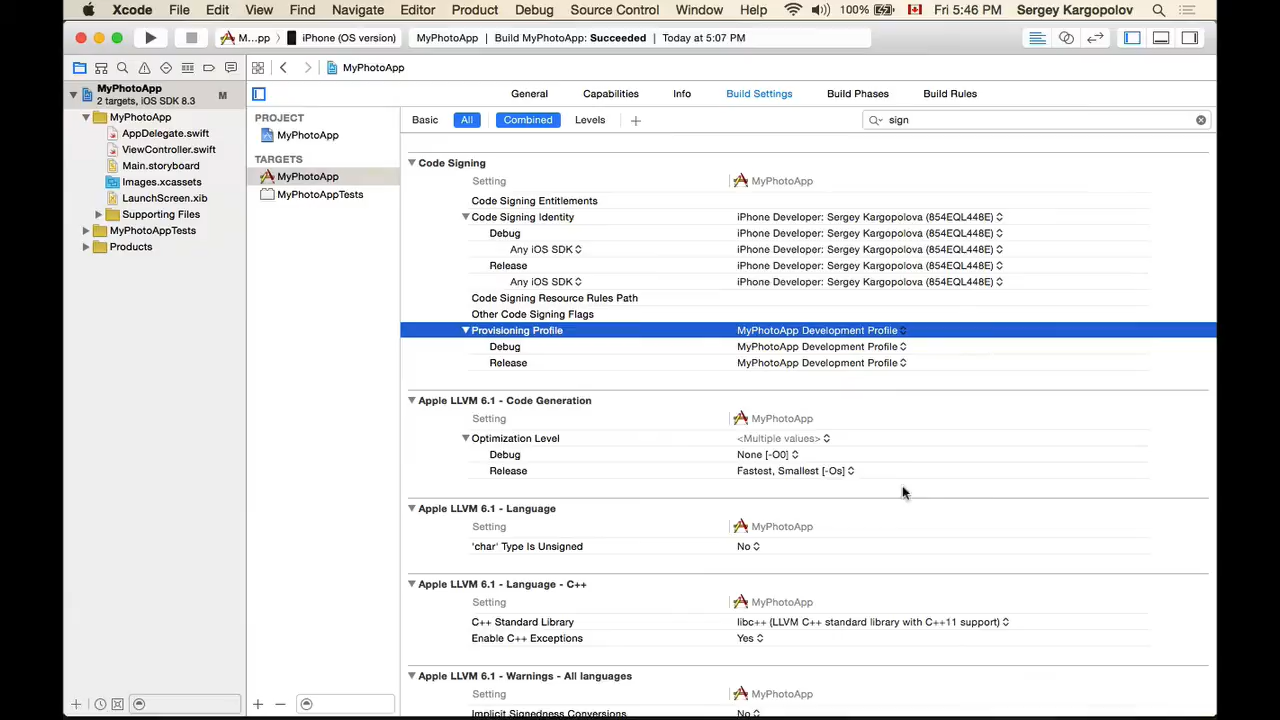 Xcode File Edit View Find Navigate Editor Product Debug Source Control Window Help 100% Fri 5:46 PM Sergey Kargopolov
M...pp iPhone (OS version) MyPhotoApp Build MyPhotoApp: Succeeded Today at 5:07 PM
MyPhotoApp
MyPhotoApp
2 targets, iOS SDK 8.3
M
MyPhotoApp
AppDelegate.swift
ViewController.swift
Main.storyboard
Images.xcassets
LaunchScreen.xib
Supporting Files
MyPhotoAppTests
Products
General Capabilities Info Build Settings Build Phases Build Rules
PROJECT
MyPhotoApp
TARGETS
MyPhotoApp
MyPhotoAppTests
Basic All Combined Levels sign
Code Signing
Setting MyPhotoApp
Code Signing Entitlements
Code Signing Identity iPhone Developer: Sergey Kargopolova (854EQL448E)
Debug iPhone Developer: Sergey Kargopolova (854EQL448E)
Any iOS SDK iPhone Developer: Sergey Kargopolova (854EQL448E)
Release iPhone Developer: Sergey Kargopolova (854EQL448E)
Any iOS SDK iPhone Developer: Sergey Kargopolova (854EQL448E)
Code Signing Resource Rules Path
Other Code Signing Flags
Provisioning Profile MyPhotoApp Development Profile
Debug MyPhotoApp Development Profile
Release MyPhotoApp Development Profile
Apple LLVM 6.1 - Code Generation
Setting MyPhotoApp
Optimization Level <Multiple values>
Debug None [-O0]
Release Fastest, Smallest [-Os]
Apple LLVM 6.1 - Language
Setting MyPhotoApp
'char' Type Is Unsigned No
Apple LLVM 6.1 - Language - C++
Setting MyPhotoApp
C++ Standard Library libc++ (LLVM C++ standard library with C++11 support)
Enable C++ Exceptions Yes
Apple LLVM 6.1 - Warnings - All languages
Setting MyPhotoApp
Implicit Signedness Conversions No